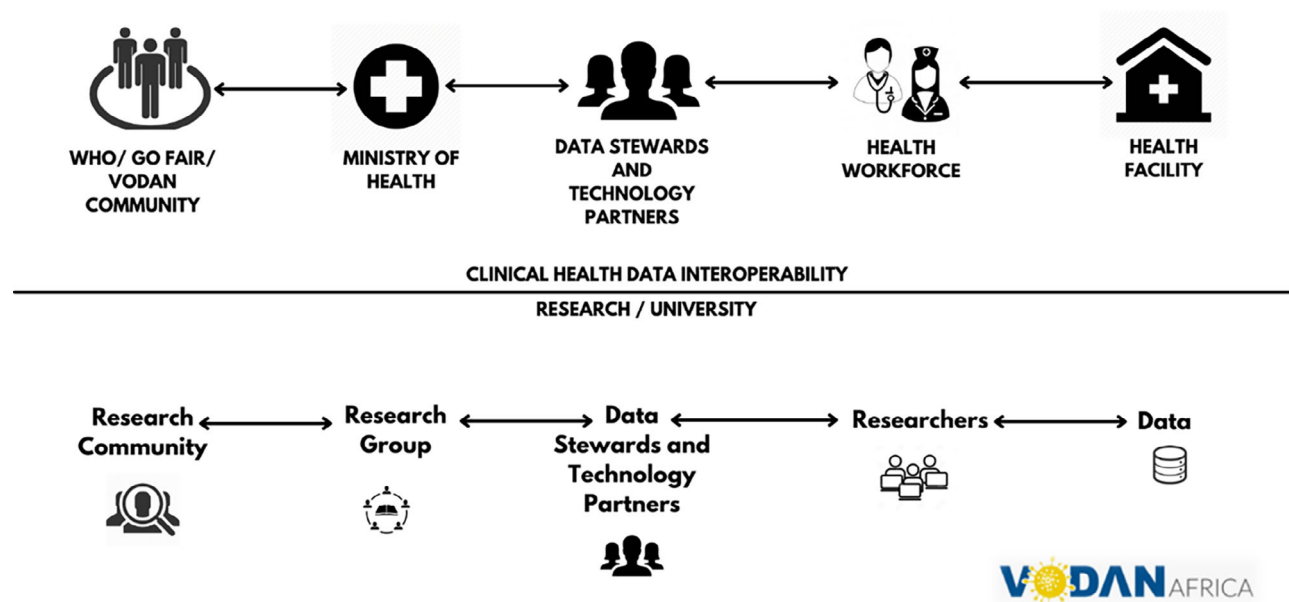 WHO/ GO FAIR/
VODAN
COMMUNITY
MINISTRY OF
HEALTH
DATA STEWARDS
AND
TECHNOLOGY
PARTNERS
HEALTH
WORKFORCE
HEALTH
FACILITY
CLINICAL HEALTH DATA INTEROPERABILITY
RESEARCH / UNIVERSITY
Research
Community
Research
Group
Data
Stewards and
Technology
Partners
Researchers
Data
VODAN AFRICA